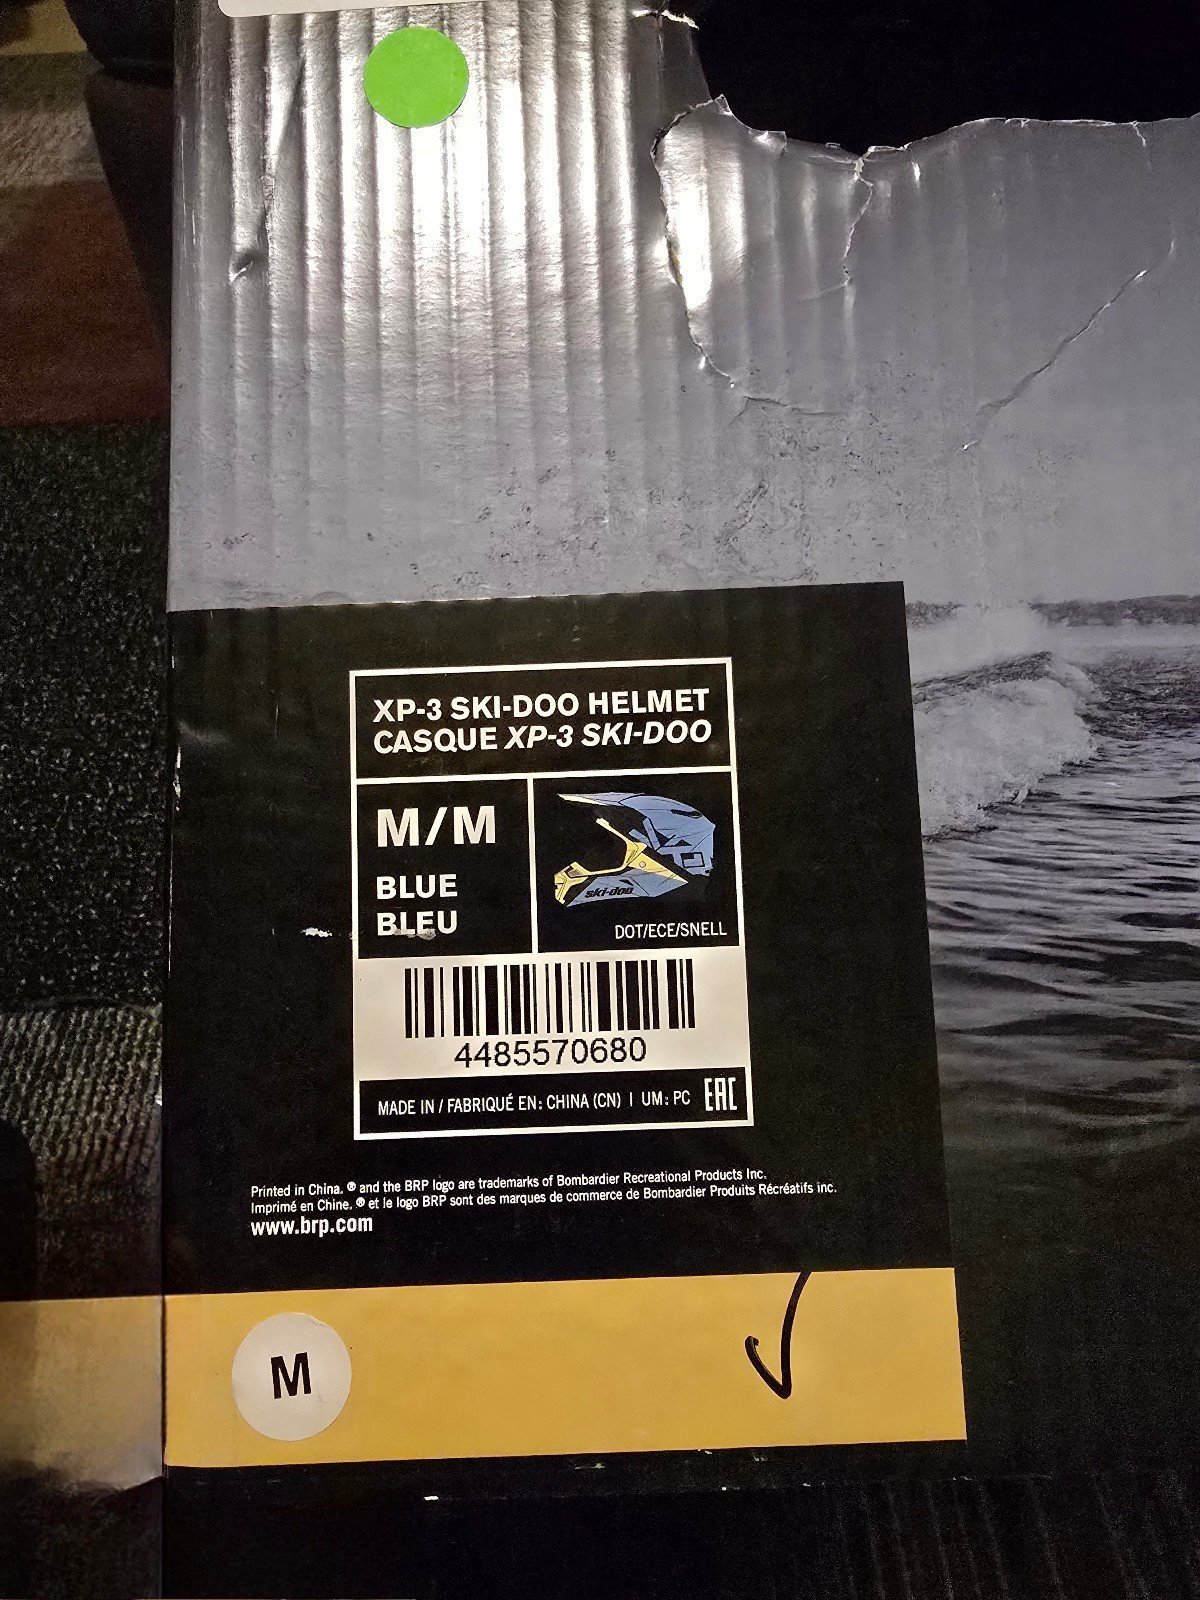 XP-3 SKI-DOO HELMET
CASQUE XP-3 SKI-DOO
M/M
BLUE
BLEU
ski-doo
DOT/ECE/SNELL
4485570680
MADE IN / FABRIQUÉ EN: CHINA (CN) | UM: PC EAC
Printed in China. ® and the BRP logo are trademarks of Bombardier Recreational Products Inc.
Imprimé en Chine. ® et le logo BRP sont des marques de commerce de Bombardier Produits Récréatifs inc.
www.brp.com
M